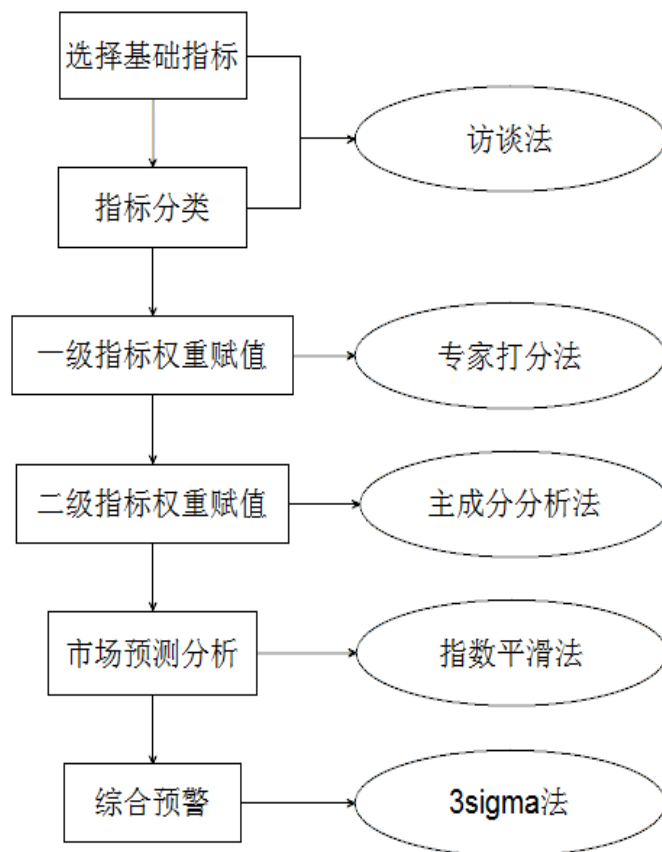 选择基础指标
访谈法
指标分类
一级指标权重赋值
专家打分法
二级指标权重赋值
主成分分析法
市场预测分析
指数平滑法
综合预警
3sigma法